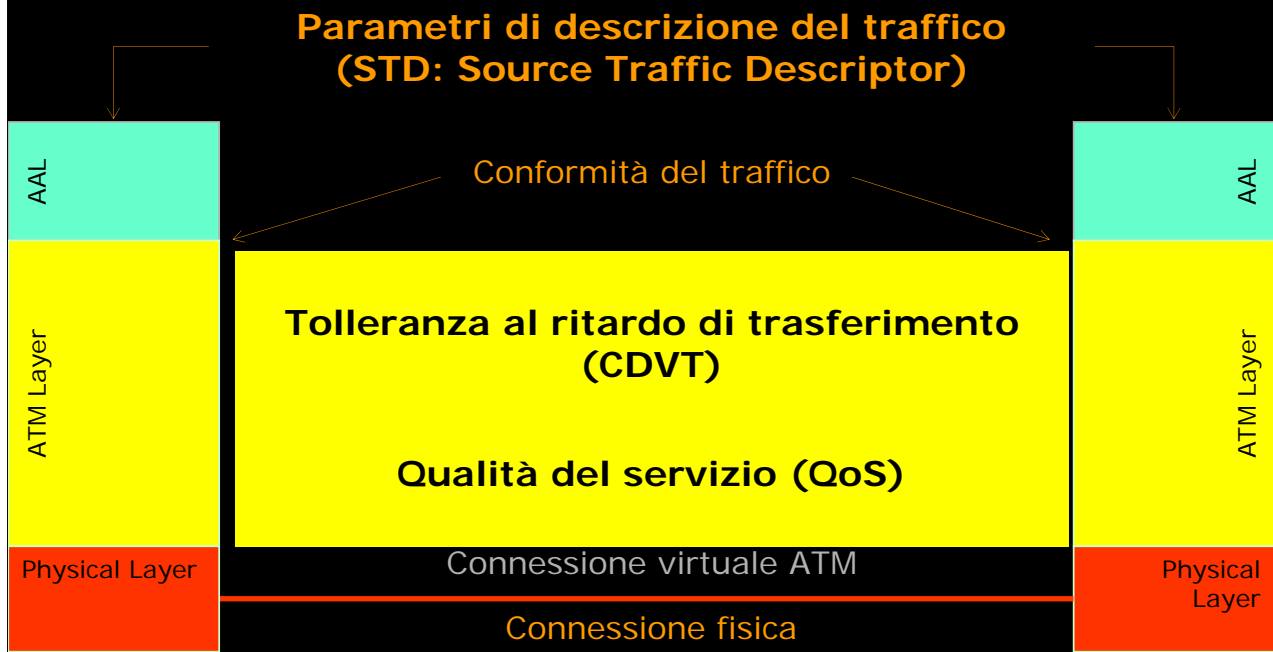 Parametri di descrizione del traffico
(STD: Source Traffic Descriptor)
Conformità del traffico
AAL
AAL
Tolleranza al ritardo di trasferimento
(CDVT)
ATM Layer
ATM Layer
Qualità del servizio (QoS)
Physical Layer
Connessione virtuale ATM
Physical
Layer
Connessione fisica